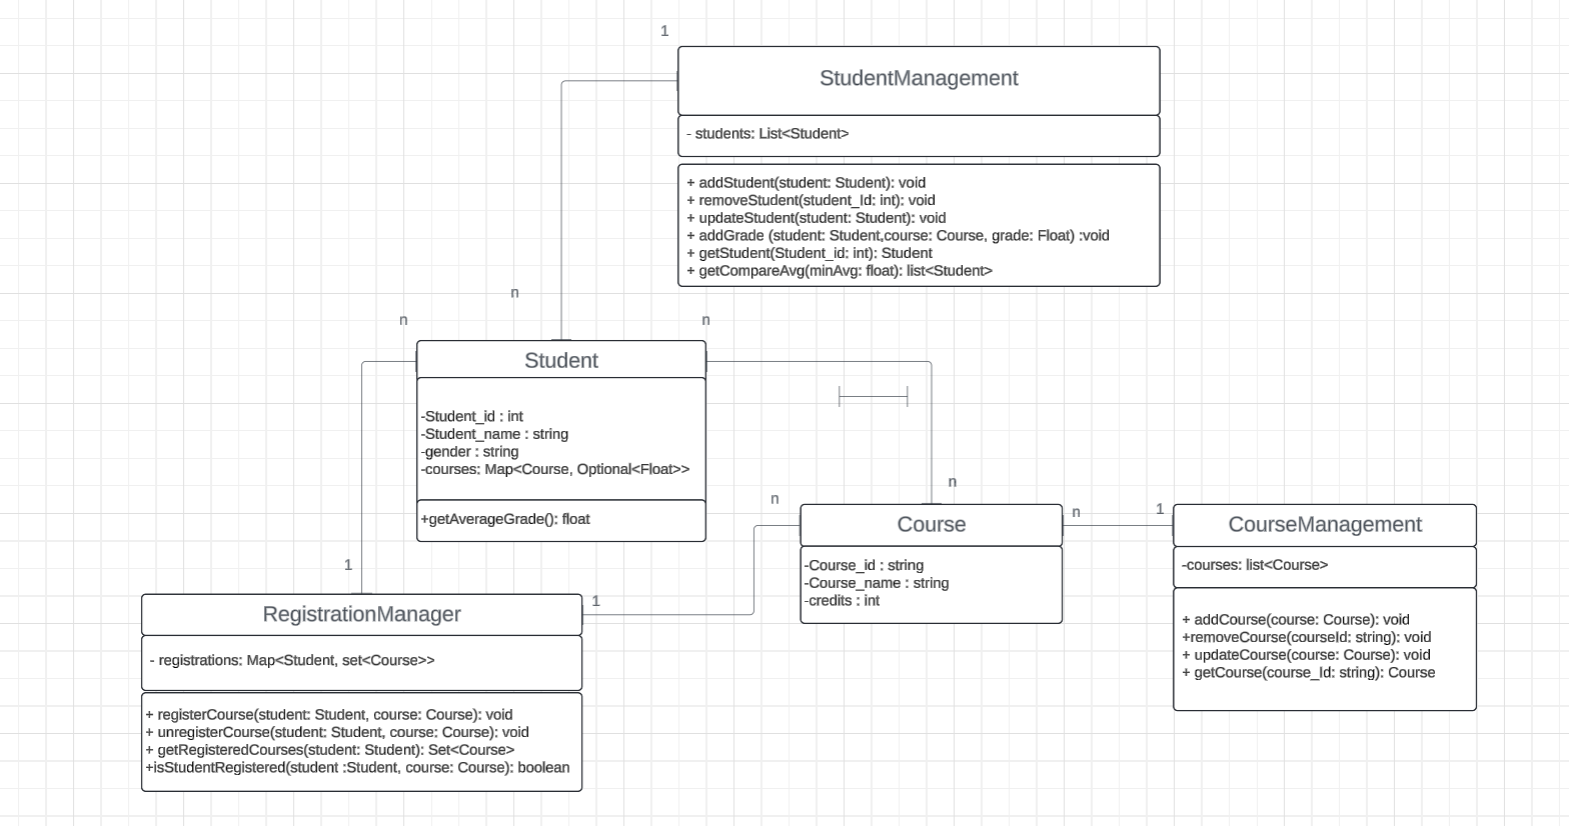 1
StudentManagement
- students: List<Student>
+ addStudent(student: Student): void
+ removeStudent(student_Id: int): void
+ updateStudent(student: Student): void
+ addGrade (student: Student,course: Course, grade: Float) :void
+ getStudent(Student_id: int): Student
+ getCompareAvg(minAvg: float): list<Student>
n
n
n
Student
-Student_id : int
-Student_name : string
-gender : string
-courses: Map<Course, Optional<Float>>
+getAverageGrade(): float
n
n
Course
-Course_id : string
-Course_name : string
-credits : int
n
1
CourseManagement
-courses: list<Course>
+ addCourse(course: Course): void
+removeCourse(courseId: string): void
+ updateCourse(course: Course): void
+ getCourse(course_Id: string): Course
1
1
RegistrationManager
- registrations: Map<Student, set<Course>>
+ registerCourse(student: Student, course: Course): void
+ unregisterCourse(student: Student, course: Course): void
+ getRegisteredCourses(student: Student): Set<Course>
+isStudentRegistered(student :Student, course: Course): boolean